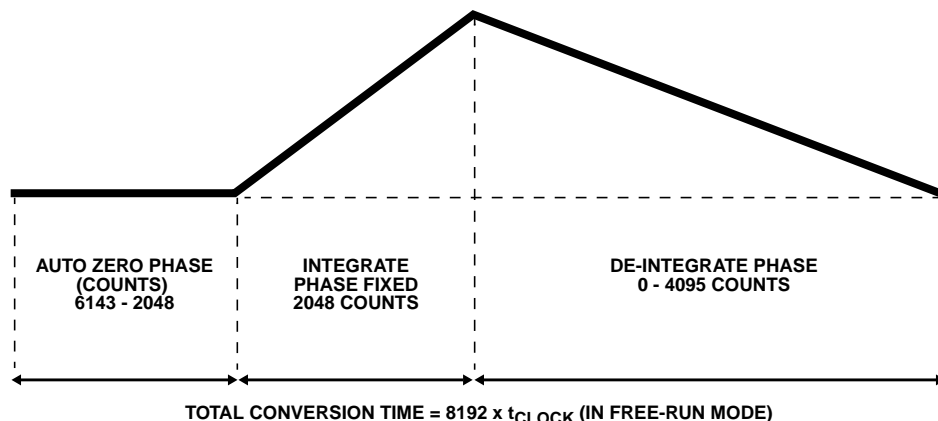 AUTO ZERO PHASE
(COUNTS)
6143 - 2048
INTEGRATE
PHASE FIXED
2048 COUNTS
DE-INTEGRATE PHASE
0 - 4095 COUNTS
TOTAL CONVERSION TIME = 8192 x tCLOCK (IN FREE-RUN MODE)